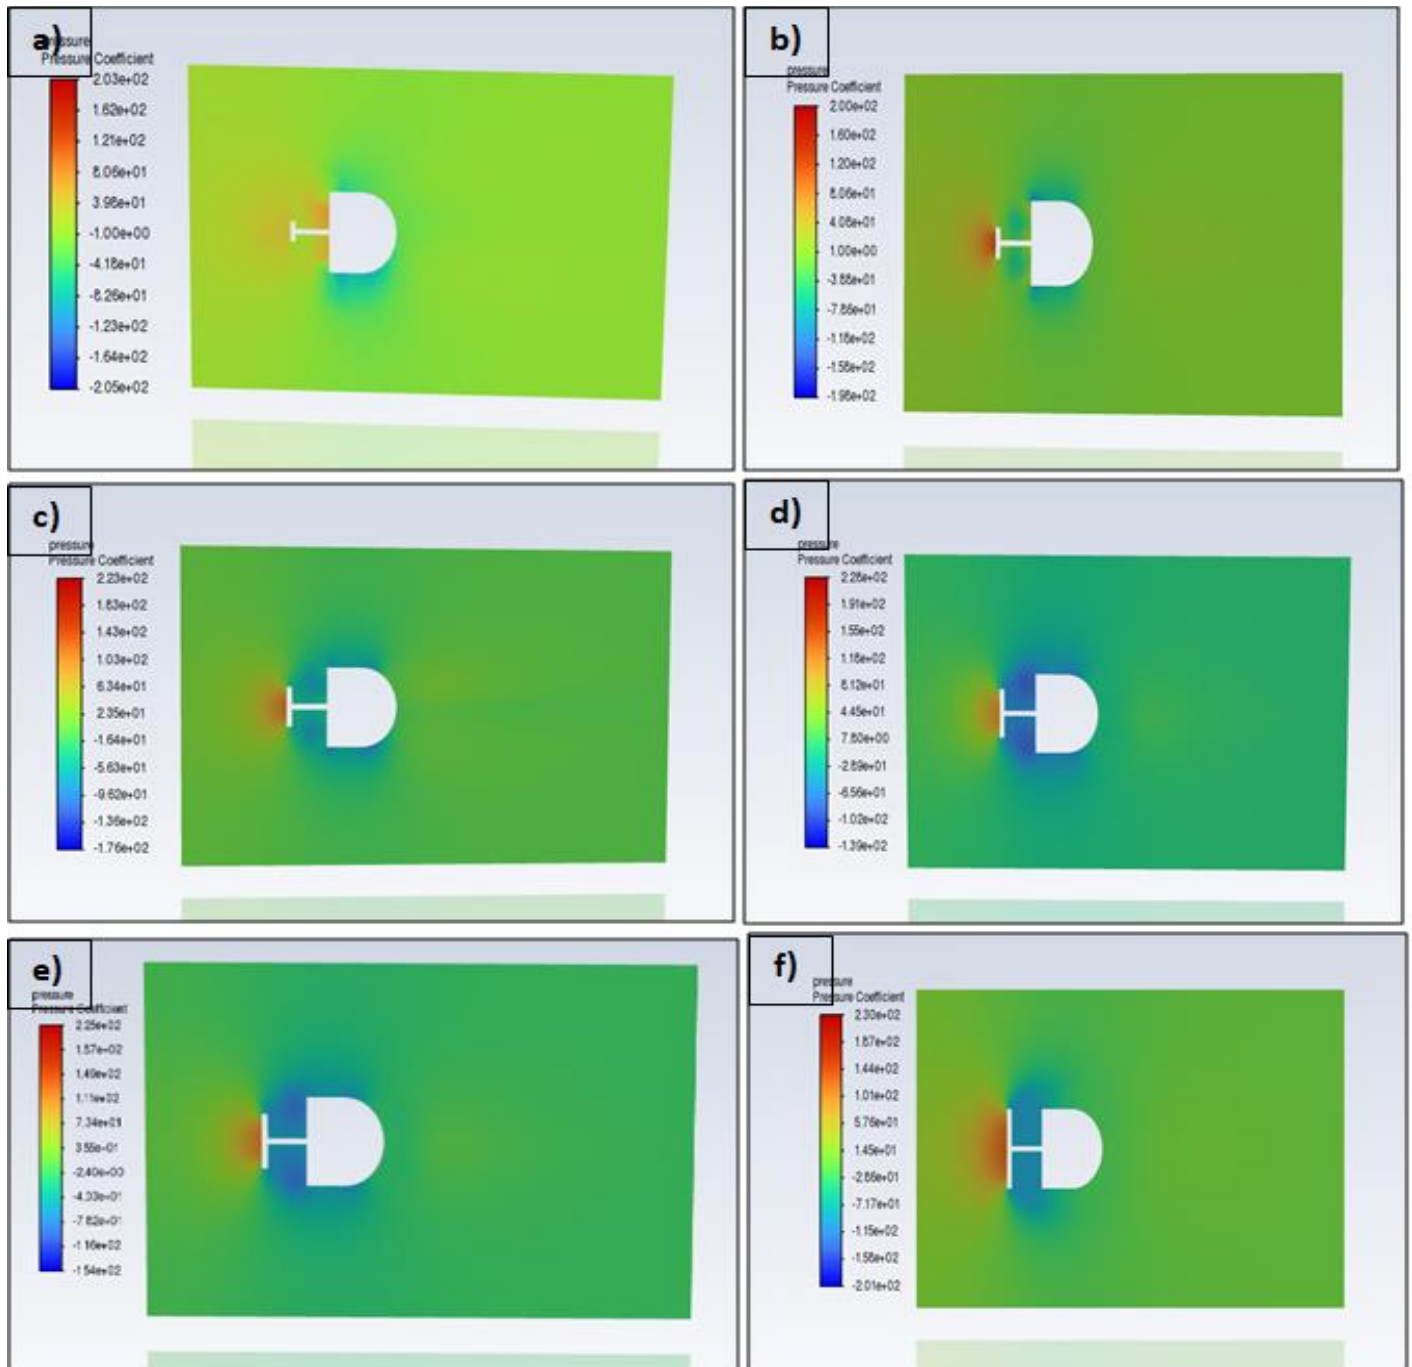 a)
pressure
Pressure Coefficient
2.03e+02
1.62e+02
1.21e+02
8.06e+01
3.98e+01
-1.00e+00
-4.18e+01
-8.26e+01
-1.23e+02
-1.64e+02
-2.05e+02
b)
pressure
Pressure Coefficient
2.00e+02
1.60e+02
1.20e+02
8.06e+01
4.08e+01
1.00e+00
-3.88e+01
-7.86e+01
-1.18e+02
-1.58e+02
-1.98e+02
c)
pressure
Pressure Coefficient
2.23e+02
1.83e+02
1.43e+02
1.03e+02
6.34e+01
2.35e+01
-1.64e+01
-5.63e+01
-9.62e+01
-1.36e+02
-1.76e+02
d)
pressure
Pressure Coefficient
2.28e+02
1.91e+02
1.55e+02
1.18e+02
8.12e+01
4.45e+01
7.80e+00
-2.89e+01
-6.56e+01
-1.02e+02
-1.39e+02
e)
pressure
Pressure Coefficient
2.25e+02
1.49e+02
1.11e+02
7.34e+01
-1.16e+02
-1.54e+02
f)
pressure
Pressure Coefficient
2.30e+02
1.87e+02
1.44e+02
1.01e+02
5.76e+01
1.45e+01
-2.86e+01
-7.17e+01
-1.15e+02
-1.58e+02
-2.01e+02